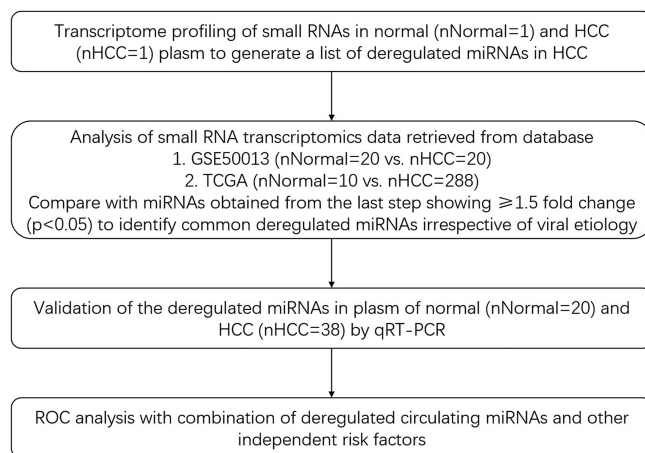 Transcriptome profiling of small RNAs in normal (nNormal=1) and HCC
(nHCC=1) plasm to generate a list of deregulated miRNAs in HCC
Analysis of small RNA transcriptomics data retrieved from database
1. GSE50013 (nNormal=20 vs. nHCC=20)
2. TCGA (nNormal=10 vs. nHCC=288)
Compare with miRNAs obtained from the last step showing ≥1.5 fold change
(p<0.05) to identify common deregulated miRNAs irrespective of viral etiology
Validation of the deregulated miRNAs in plasm of normal (nNormal=20) and
HCC (nHCC=38) by qRT-PCR
ROC analysis with combination of deregulated circulating miRNAs and other
independent risk factors